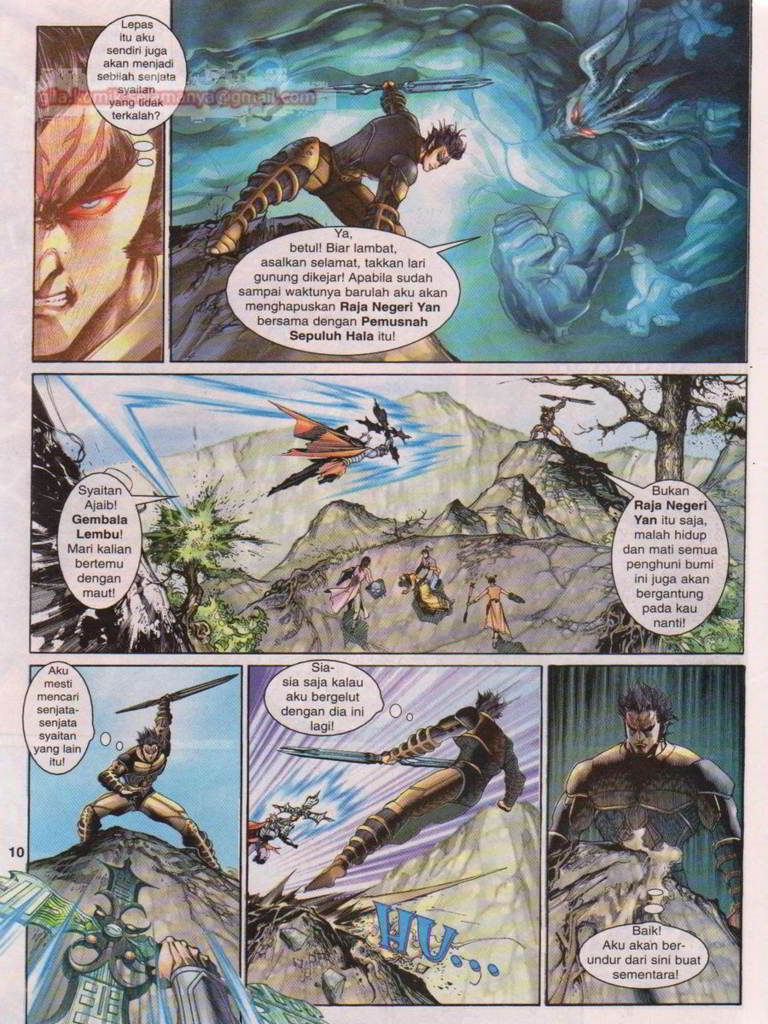 Lepas
itu aku
sendiri juga
akan menjadi
sebilah senjata
syaitan
yang tidak
terkalah?
Ya,
betul! Biar lambat,
asalkan selamat, takkan lari
gunung dikejar! Apabila sudah
sampai waktunya barulah aku akan
menghapuskan Raja Negeri Yan
bersama dengan Pemusnah
Sepuluh Hala itu!
Syaitan
Ajaib!
Gembala
Lembu!
Mari kalian
bertemu
dengan
maut!
Bukan
Raja Negeri
Yan itu saja,
malah hidup
dan mati semua
penghuni bumi
ini juga akan
bergantung
pada kau
nanti!
Aku
mesti
mencari
senjata-
senjata
syaitan
yang lain
itu!
Sia-
sia saja kalau
aku bergelut
dengan dia ini
lagi!
HU...
Baik!
Aku akan ber-
undur dari sini buat
sementara!
10